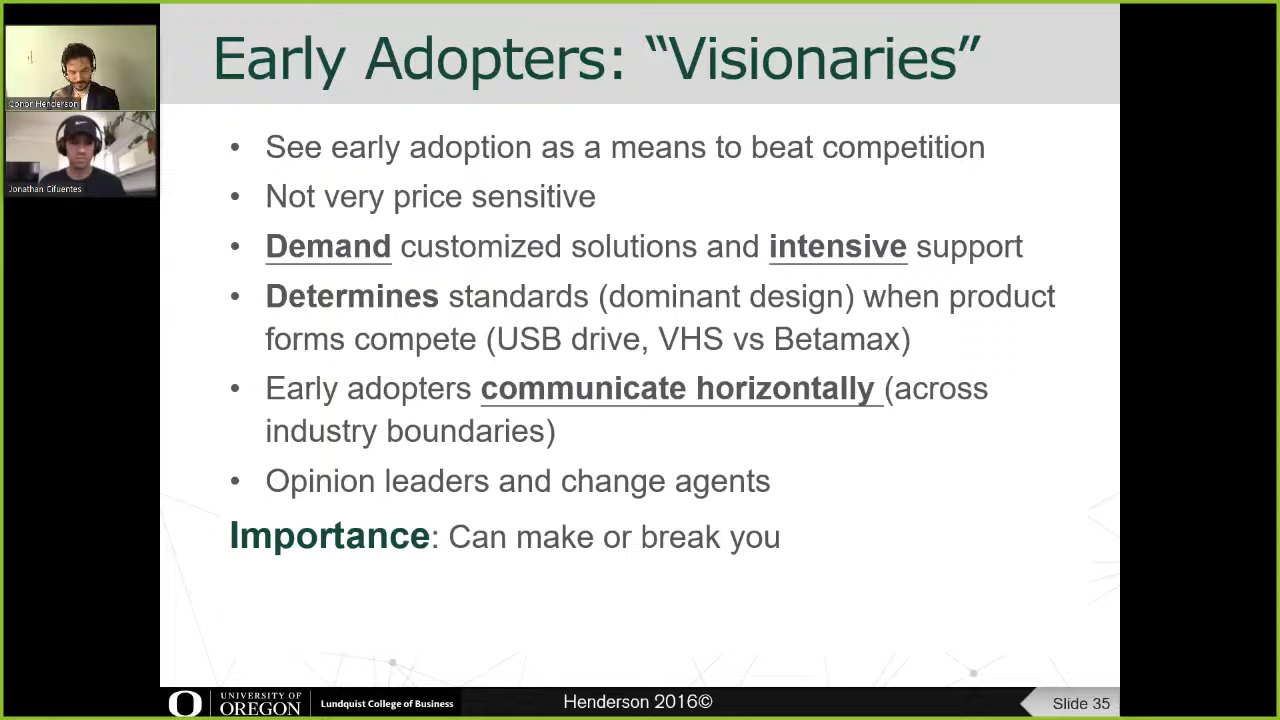 Early Adopters: “Visionaries”
Conor Henderson
Jonathan Cifuentes
• See early adoption as a means to beat competition
• Not very price sensitive
• Demand customized solutions and intensive support
• Determines standards (dominant design) when product
forms compete (USB drive, VHS vs Betamax)
• Early adopters communicate horizontally (across
industry boundaries)
• Opinion leaders and change agents
Importance: Can make or break you
O
UNIVERSITY OF
OREGON
Lundquist College of Business
Henderson 2016©
Slide 35